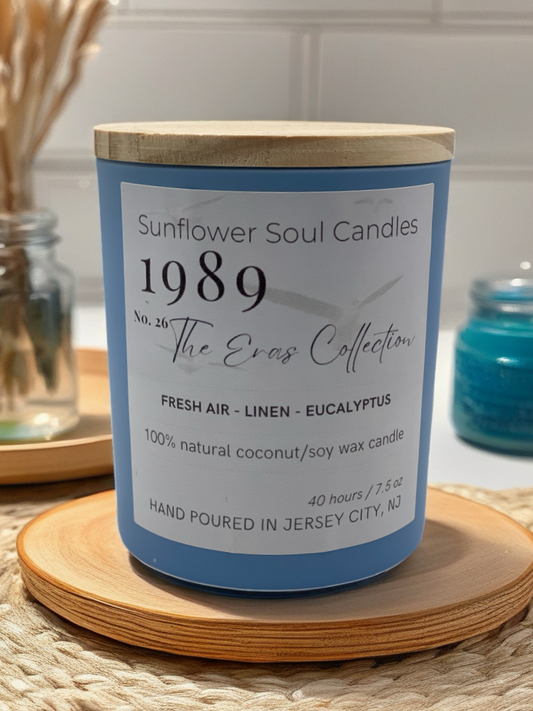 Sunflower Soul Candles
1989
No. 26 The Eras Collection
FRESH AIR - LINEN - EUCALYPTUS
100% natural coconut/soy wax candle
40 hours / 7.5 oz
HAND POURED IN JERSEY CITY, NJ